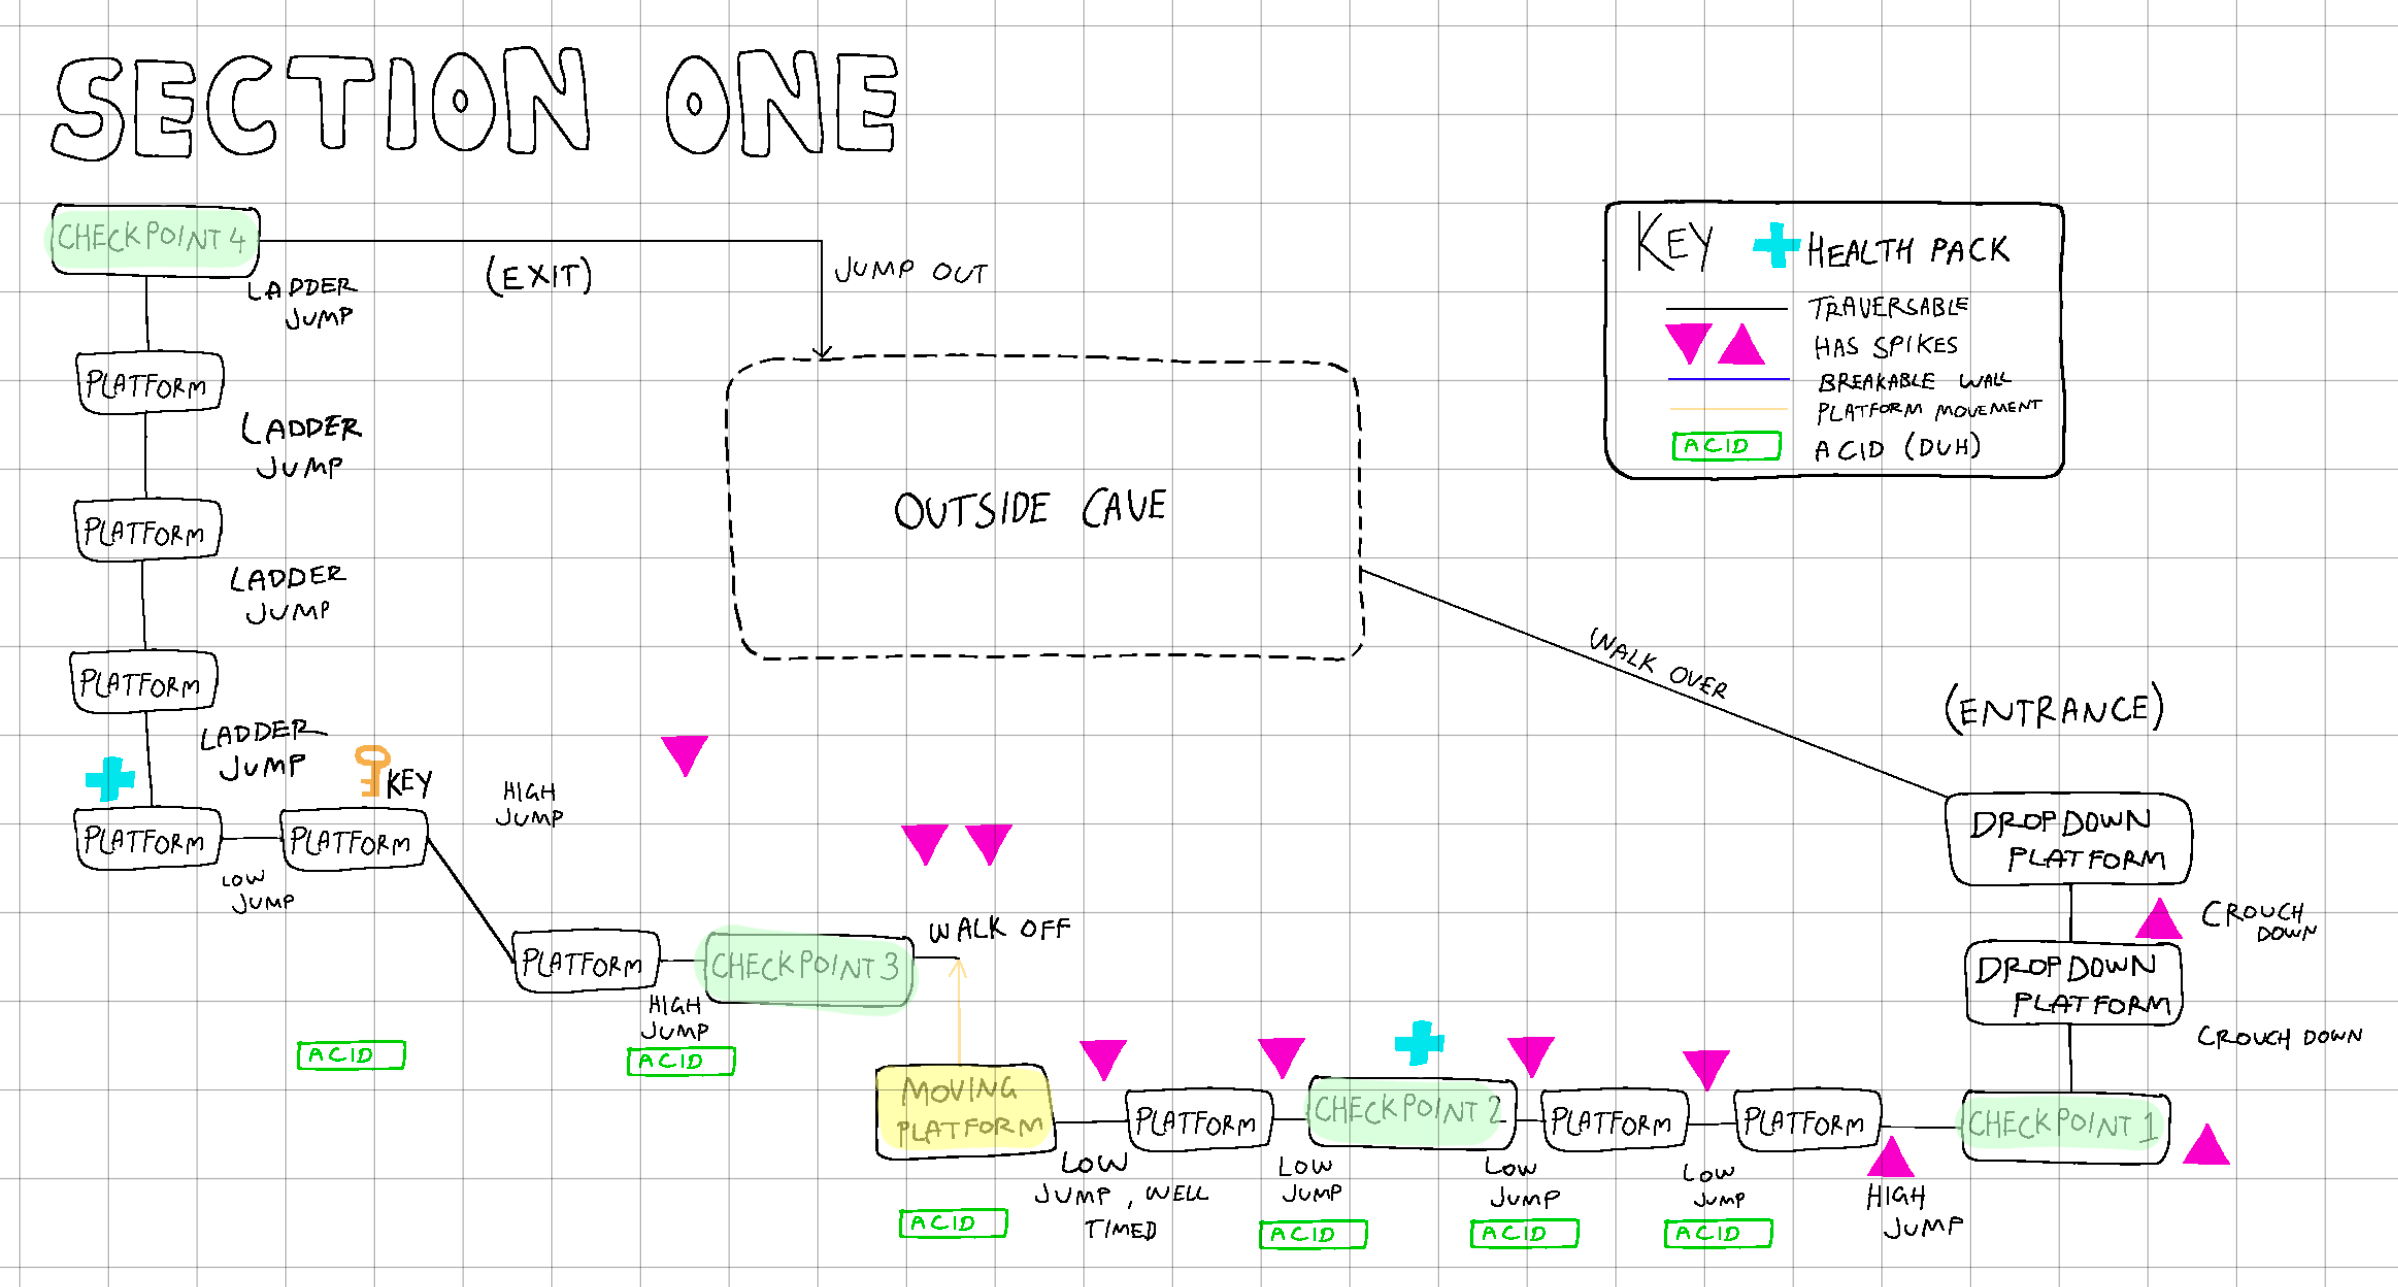 SECTION ONE
CHECKPOINT 4
(EXIT)
JUMP OUT
LADDER
JUMP
PLATFORM
LADDER
JUMP
PLATFORM
LADDER
JUMP
PLATFORM
LADDER
JUMP
KEY
PLATFORM
LOW
JUMP
PLATFORM
HIGH
JUMP
PLATFORM
HIGH
JUMP
CHECKPOINT 3
WALK OFF
ACID
ACID
OUTSIDE CAVE
KEY
HEALTH PACK
TRAVERSABLE
HAS SPIKES
BREAKABLE WALL
PLATFORM MOVEMENT
ACID
ACID (DUH)
WALK OVER
(ENTRANCE)
DROPDOWN
PLATFORM
CROUCH
DOWN
DROPDOWN
PLATFORM
CROUCH DOWN
MOVING
PLATFORM
PLATFORM
CHECKPOINT 2
PLATFORM
PLATFORM
CHECKPOINT 1
LOW
JUMP, WELL
TIMED
LOW
JUMP
LOW
JUMP
LOW
JUMP
HIGH
JUMP
ACID
ACID
ACID
ACID